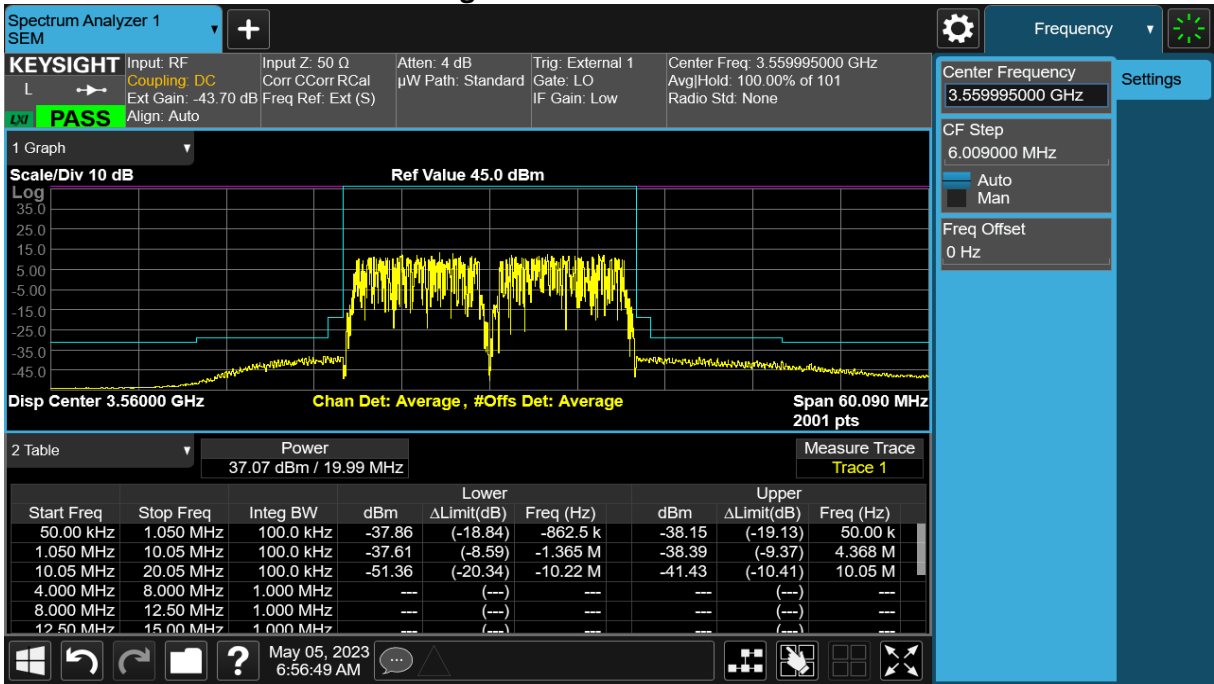 Spectrum Analyzer 1
SEM
Frequency
KEYSIGHT
L
LXI
PASS
Input: RF
Coupling: DC
Ext Gain: -43.70 dB
Align: Auto
Input Z: 50 Ω
Corr CCorr RCal
Freq Ref: Ext (S)
Atten: 4 dB
µW Path: Standard
Trig: External 1
Gate: LO
IF Gain: Low
Center Freq: 3.559995000 GHz
Avg|Hold: 100.00% of 101
Radio Std: None
Center Frequency
3.559995000 GHz
Settings
CF Step
6.009000 MHz
Auto
Man
Freq Offset
0 Hz
1 Graph
Scale/Div 10 dB
Ref Value 45.0 dBm
Log
35.0
25.0
15.0
5.00
-5.00
-15.0
-25.0
-35.0
-45.0
Disp Center 3.56000 GHz
Chan Det: Average , #Offs Det: Average
Span 60.090 MHz
2001 pts
2 Table
Power
37.07 dBm / 19.99 MHz
Measure Trace
Trace 1
Lower Upper
Start Freq Stop Freq Integ BW dBm ΔLimit(dB) Freq (Hz) dBm ΔLimit(dB) Freq (Hz)
50.00 kHz 1.050 MHz 100.0 kHz -37.86 (-18.84) -862.5 k -38.15 (-19.13) 50.00 k
1.050 MHz 10.05 MHz 100.0 kHz -37.61 (-8.59) -1.365 M -38.39 (-9.37) 4.368 M
10.05 MHz 20.05 MHz 100.0 kHz -51.36 (-20.34) -10.22 M -41.43 (-10.41) 10.05 M
4.000 MHz 8.000 MHz 1.000 MHz --- (---) --- --- (---) ---
8.000 MHz 12.50 MHz 1.000 MHz --- (---) --- --- (---) ---
12.50 MHz 15.00 MHz 1.000 MHz --- (---) --- --- (---) ---
?
May 05, 2023
6:56:49 AM